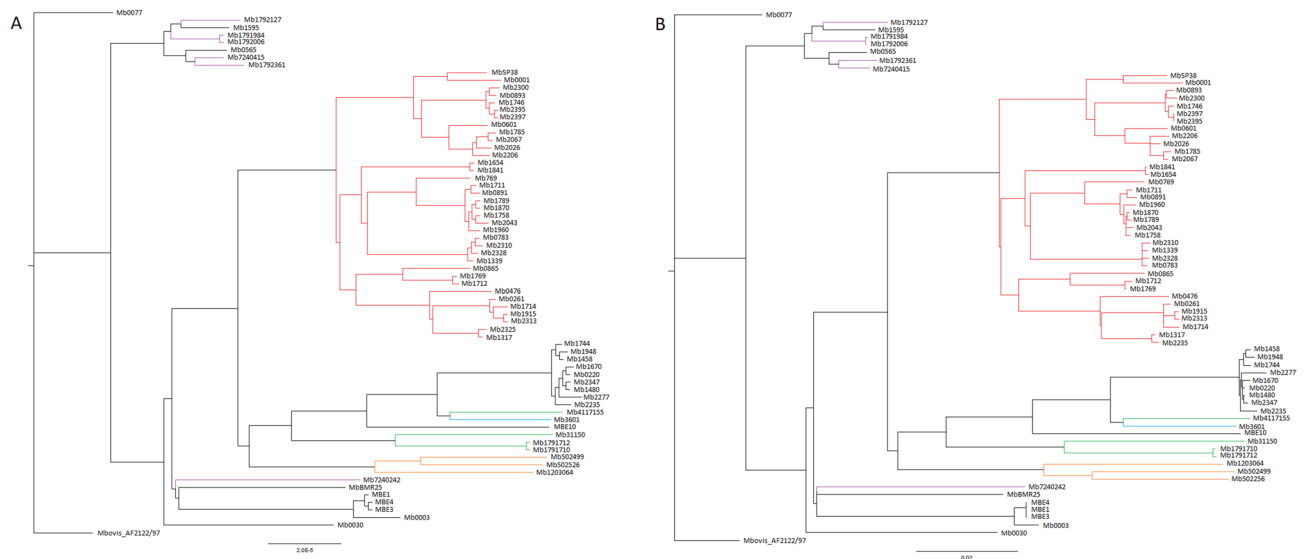 A
Mb0077
Mb1792127
Mb1595
Mb1791984
Mb1792006
Mb0565
Mb7240415
Mb1792361
MbSP38
Mb0001
Mb2300
Mb0893
Mb1746
Mb2395
Mb2397
Mb0601
Mb1785
Mb2067
Mb2026
Mb2206
Mb1654
Mb1841
Mb769
Mb1711
Mb0891
Mb1789
Mb1870
Mb1758
Mb2043
Mb1960
Mb0783
Mb2310
Mb2328
Mb1339
Mb0865
Mb1769
Mb1712
Mb0476
Mb0261
Mb1714
Mb1915
Mb2313
Mb2325
Mb1317
Mb1744
Mb1948
Mb1458
Mb1670
Mb0220
Mb2347
Mb1480
Mb2277
Mb2235
Mb4117155
Mb3601
MBE10
Mb31150
Mb1791712
Mb1791710
Mb502499
Mb502526
Mb1203064
Mb7240242
MbBMR25
MBE1
MBE4
MBE3
Mb0003
Mb0030
Mbovis_AF2122/97
2.0E-5
B
Mb0077
Mb1792127
Mb1595
Mb1791984
Mb1792006
Mb0565
Mb1792361
Mb7240415
MbSP38
Mb0001
Mb0893
Mb2300
Mb1746
Mb2397
Mb2395
Mb0601
Mb2206
Mb2026
Mb1785
Mb2067
Mb1841
Mb1654
Mb0769
Mb1711
Mb0891
Mb1960
Mb1870
Mb1789
Mb2043
Mb1758
Mb2310
Mb1339
Mb2328
Mb0783
Mb0865
Mb1712
Mb1769
Mb0476
Mb0261
Mb1915
Mb2313
Mb1714
Mb1317
Mb2235
Mb1458
Mb1948
Mb1744
Mb2277
Mb1670
Mb0220
Mb1480
Mb2347
Mb2235
Mb4117155
Mb3601
MBE10
Mb31150
Mb1791710
Mb1791712
Mb1203064
Mb502499
Mb502256
Mb7240242
MbBMR25
MBE4
MBE1
MBE3
Mb0003
Mb0030
Mbovis_AF2122/97
0.02